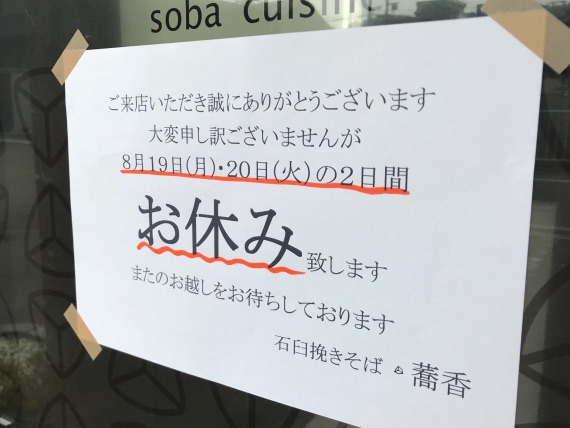 soba cuisine
ご来店いただき誠にありがとうございます
大変申し訳ございませんが
8月19日(月)・20日(火)の2日間
お休み致します
またのお越しをお待ちしております
石臼挽きそば 蕎香